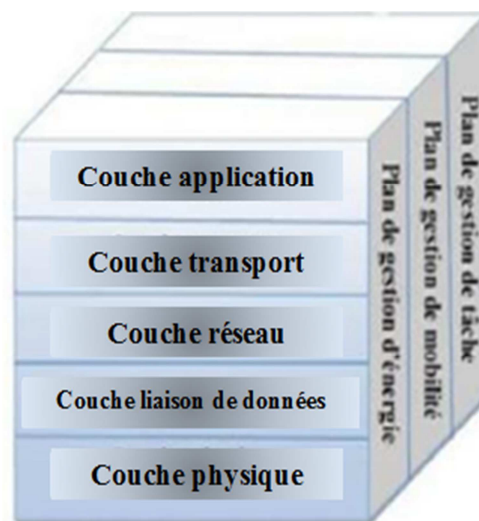 Couche application
Couche transport
Couche réseau
Couche liaison de données
Couche physique
Plan de gestion d'énergie
Plan de gestion de mobilité
Plan de gestion de tâche